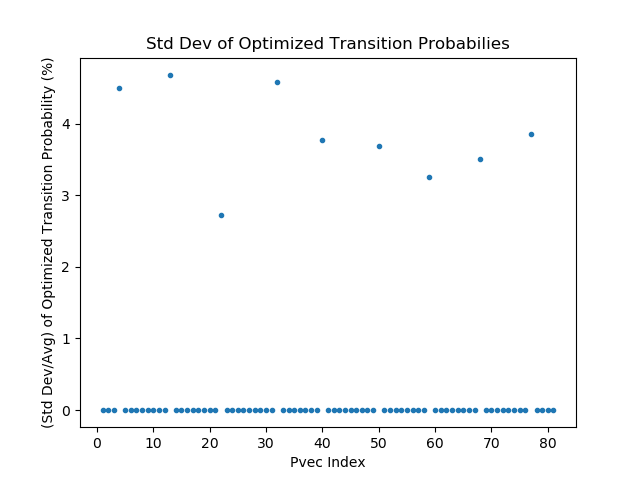 Std Dev of Optimized Transition Probabilies
(Std Dev/Avg) of Optimized Transition Probability (%)
4
3
2
1
0
0 10 20 30 40 50 60 70 80
Pvec Index